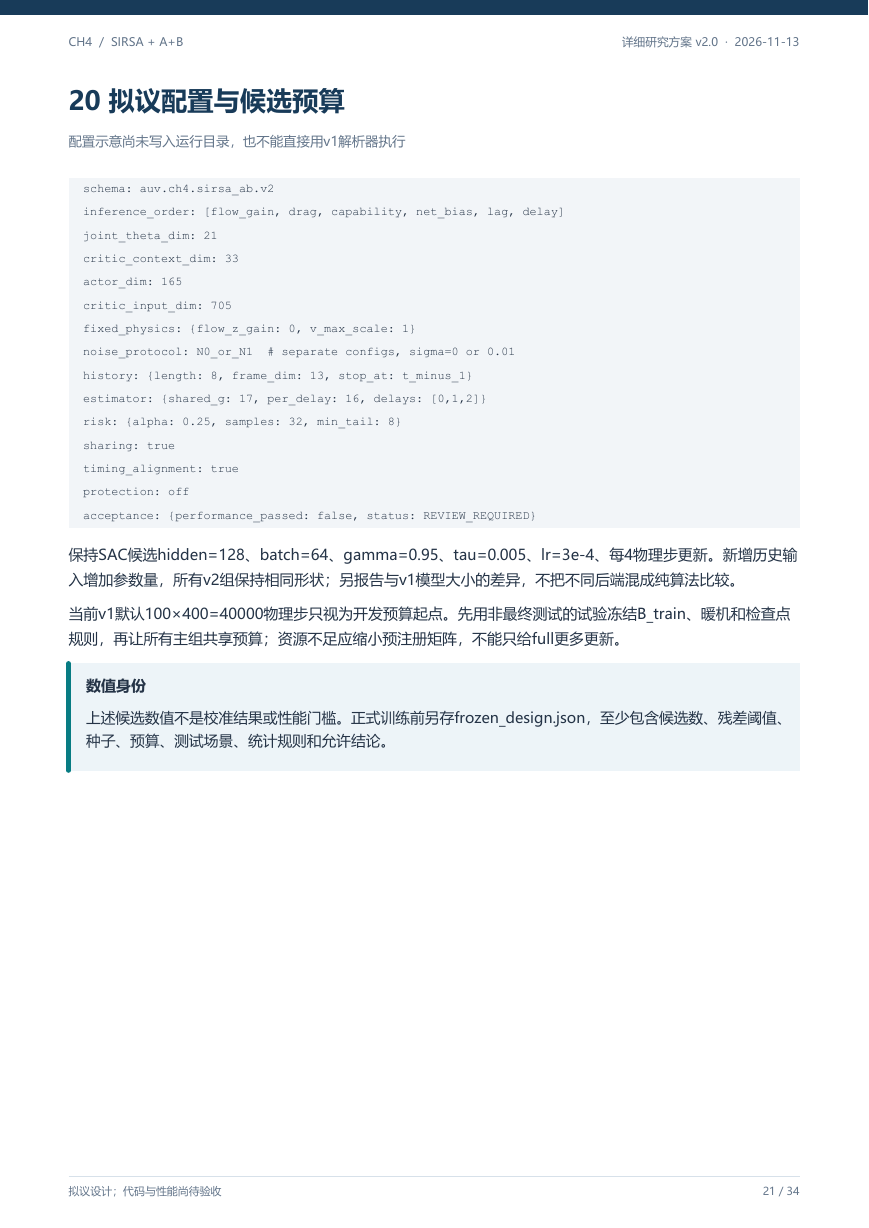 CH4 / SIRSA + A+B
详细研究方案 v2.0 · 2026-11-13
20 拟议配置与候选预算
配置示意尚未写入运行目录，也不能直接用v1解析器执行
schema: auv.ch4.sirsa_ab.v2
inference_order: [flow_gain, drag, capability, net_bias, lag, delay]
joint_theta_dim: 21
critic_context_dim: 33
actor_dim: 165
critic_input_dim: 705
fixed_physics: {flow_z_gain: 0, v_max_scale: 1}
noise_protocol: N0_or_N1  # separate configs, sigma=0 or 0.01
history: {length: 8, frame_dim: 13, stop_at: t_minus_1}
estimator: {shared_g: 17, per_delay: 16, delays: [0,1,2]}
risk: {alpha: 0.25, samples: 32, min_tail: 8}
sharing: true
timing_alignment: true
protection: off
acceptance: {performance_passed: false, status: REVIEW_REQUIRED}
保持SAC候选hidden=128、batch=64、gamma=0.95、tau=0.005、lr=3e-4、每4物理步更新。新增历史输
入增加参数量，所有v2组保持相同形状；另报告与v1模型大小的差异，不把不同后端混成纯算法比较。
当前v1默认100×400=40000物理步只视为开发预算起点。先用非最终测试的试验冻结B_train、暖机和检查点
规则，再让所有主组共享预算；资源不足应缩小预注册矩阵，不能只给full更多更新。
数值身份
上述候选数值不是校准结果或性能门槛。正式训练前另存frozen_design.json，至少包含候选数、残差阈值、
种子、预算、测试场景、统计规则和允许结论。
拟议设计；代码与性能尚待验收
21 / 34